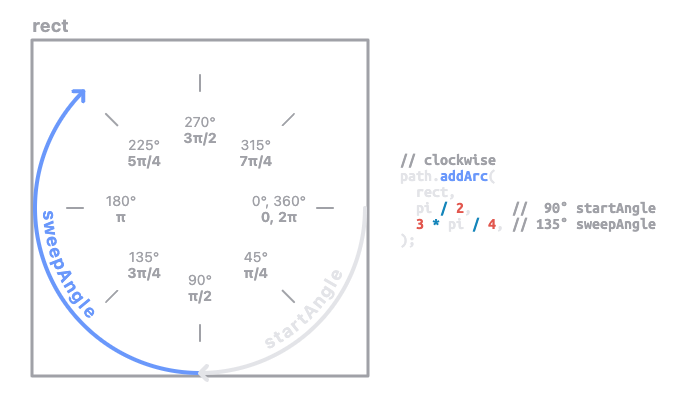 rect
270°
3π/2
225°
5π/4
315°
7π/4
180°
π
0°, 360°
0, 2π
135°
3π/4
45°
π/4
90°
π/2
sweepAngle
startAngle
// clockwise
path.addArc(
  rect,
  pi / 2,     //  90° startAngle
  3 * pi / 4, // 135° sweepAngle
);